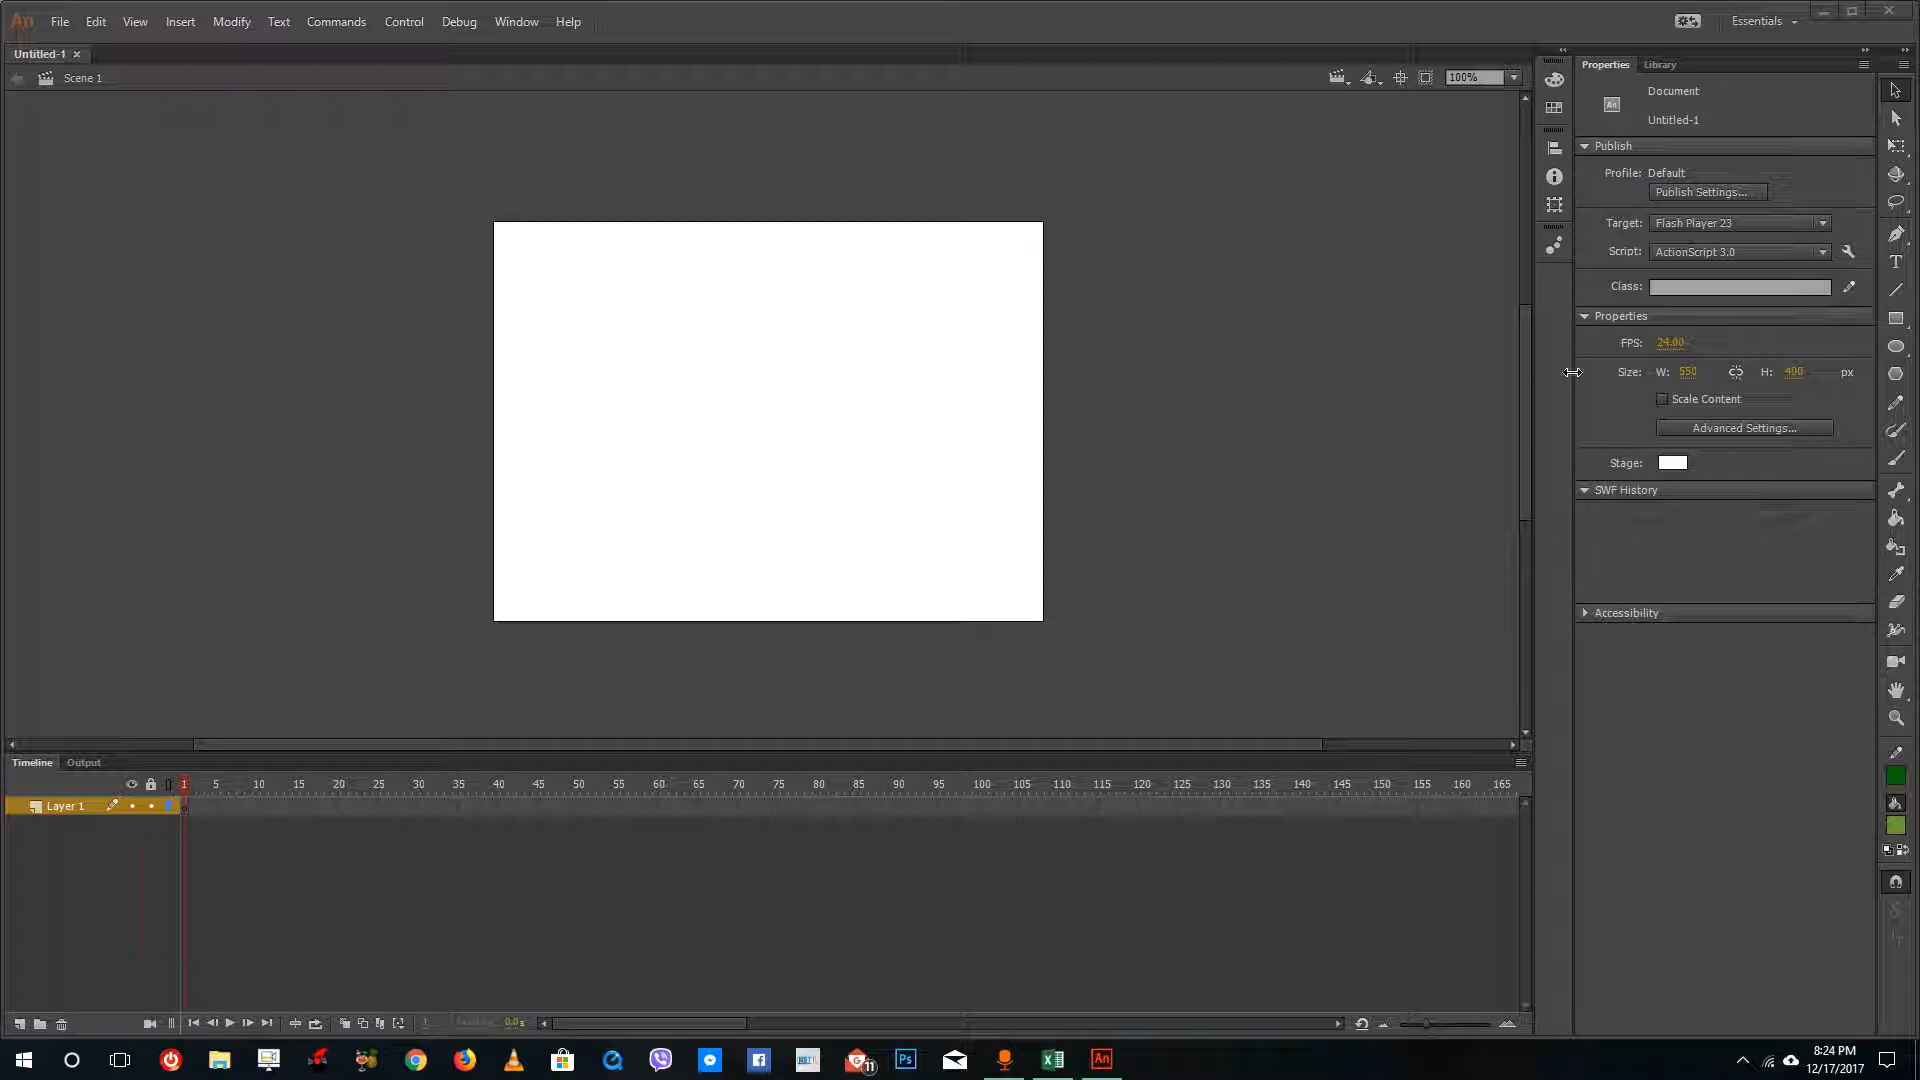 An File Edit View Insert Modify Text Commands Control Debug Window Help Essentials
Untitled-1 ×
Scene 1 100%
Properties Library
An Document
Untitled-1
Publish
Profile: Default
Publish Settings...
Target: Flash Player 23
Script: ActionScript 3.0
Class:
Properties
FPS: 24.00
Size: W: 550 H: 400 px
Scale Content
Advanced Settings...
Stage:
SWF History
Accessibility
Timeline Output
1 5 10 15 20 25 30 35 40 45 50 55 60 65 70 75 80 85 90 95 100 105 110 115 120 125 130 135 140 145 150 155 160 165
Layer 1
1 0.0s
11 Ps An
8:24 PM
12/17/2017